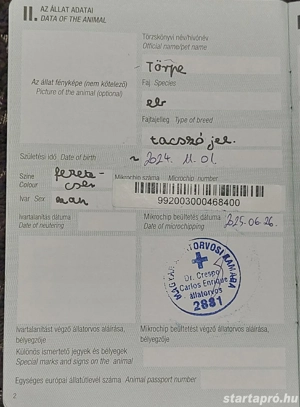 II. AZ ÁLLAT ADATAI
DATA OF THE ANIMAL
Törzskönyvi név/hívónév
Official name/pet name
Törpe
Az állat fényképe (nem kötelező)
Picture of the animal (optional)
Faj Species
eb
Fajtajelleg Type of breed
tacskó jel.
Születési idő Date of birth
~ 2024. 11. 01.
Színe
Colour
fekete-
cser
Mikrochip száma Microchip number
992003000468400
Ivar Sex
kan
Ivartalanítás dátuma
Date of neutering
Mikrochip beültetés dátuma
Date of microchipping
2025.06.26.
MAGYAR ÁLLATORVOSI KAMARA
Dr. Crespo
Carlos Enrique
állatorvos
2881
Ivartalanítást végző állatorvos aláírása,
bélyegzője
Mikrochip beültetést végző állatorvos aláírása,
bélyegzője
Különös ismertető jegyek és bélyegek
Special marks and signs on the animal
Egységes európai állatútlevél száma Animal passport number
2
startapró.hu